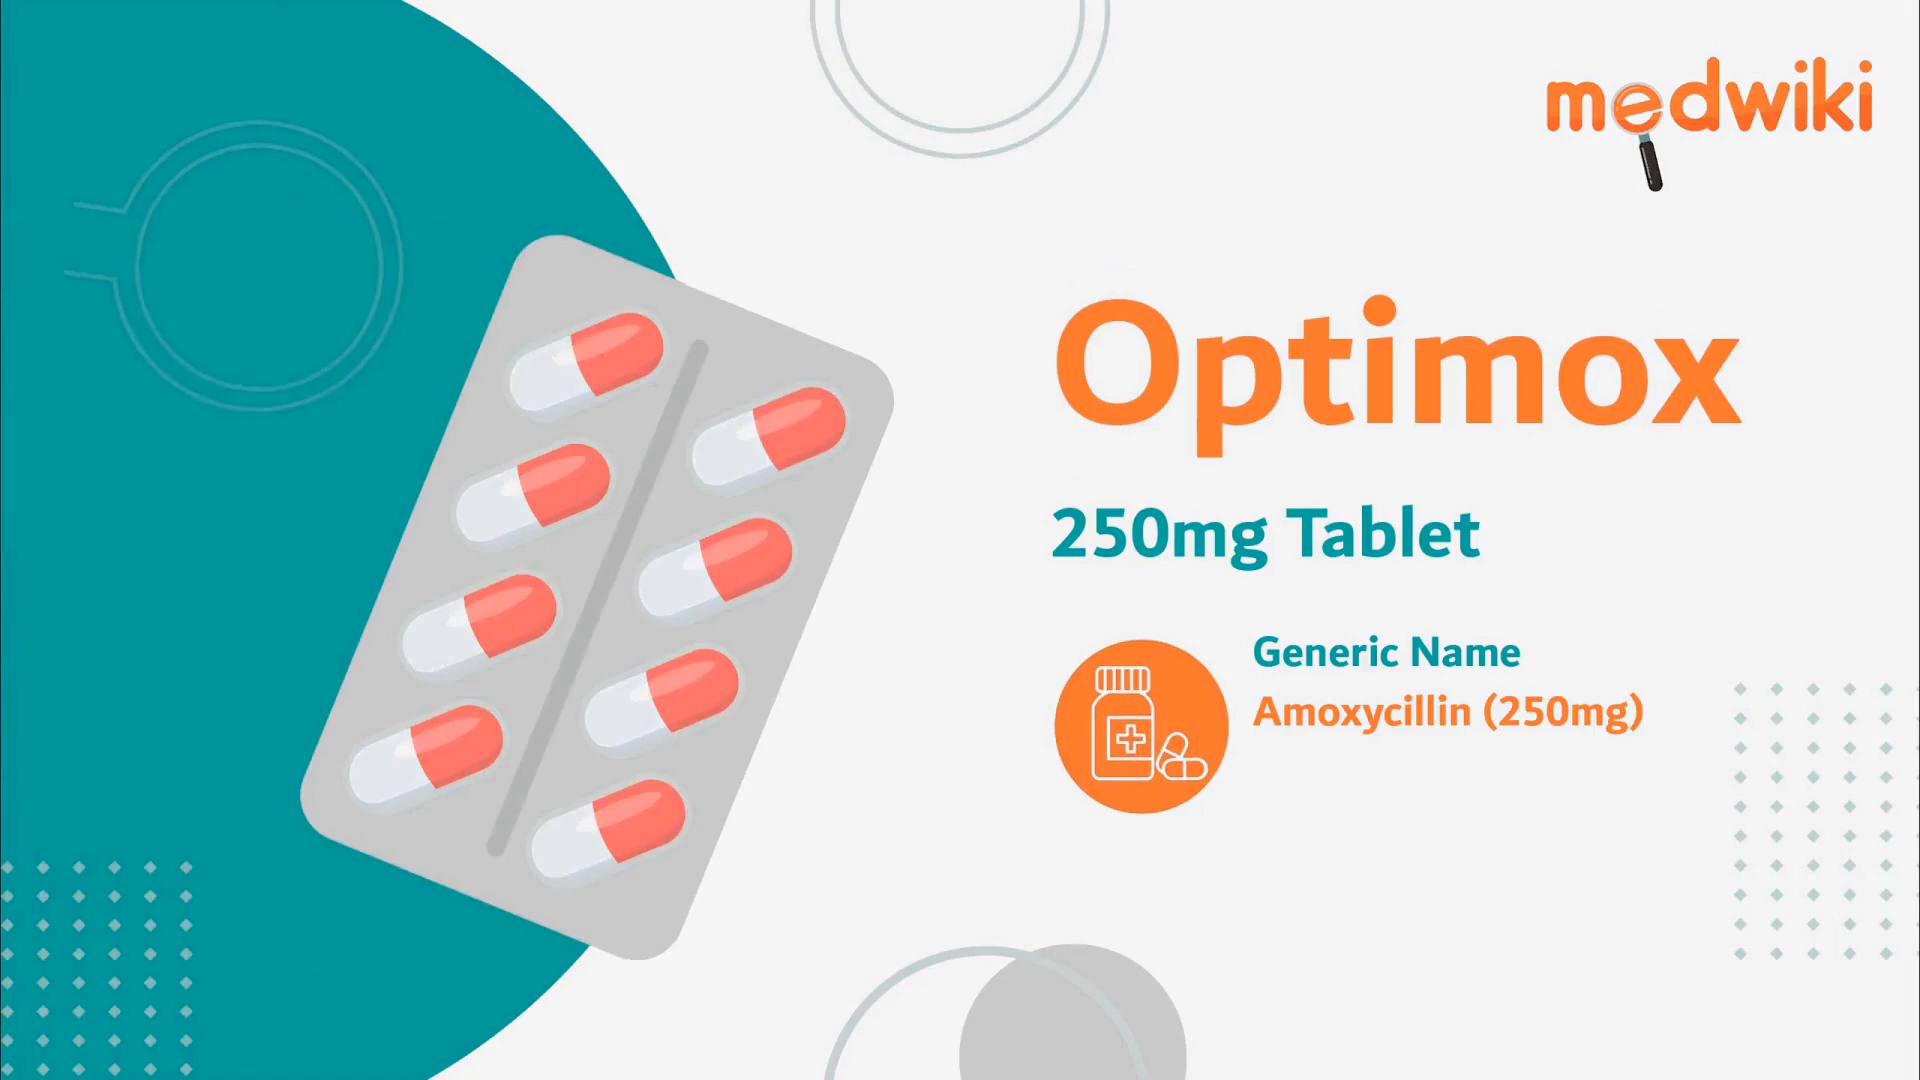 medwiki
Optimox
250mg Tablet
Generic Name
Amoxycillin (250mg)